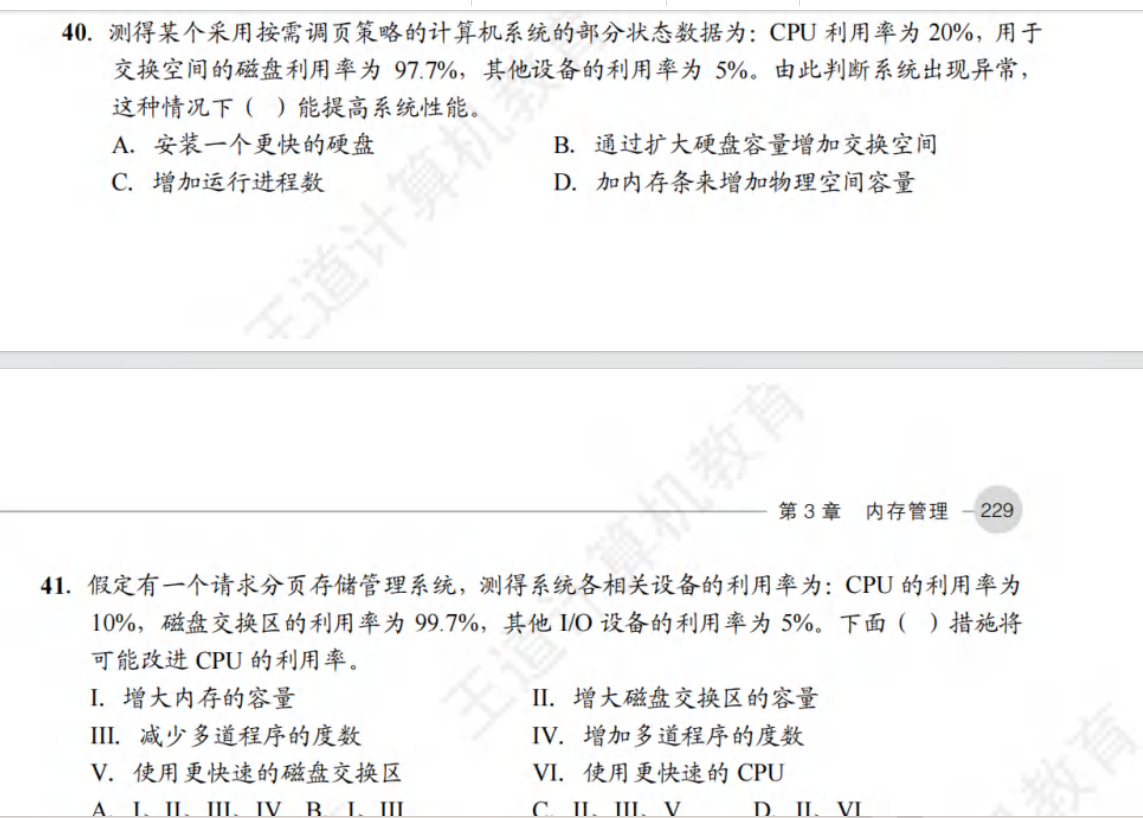 40. 测得某个采用按需调页策略的计算机系统的部分状态数据为：CPU 利用率为 20%，用于
交换空间的磁盘利用率为 97.7%，其他设备的利用率为 5%。由此判断系统出现异常，
这种情况下（ ）能提高系统性能。
A. 安装一个更快的硬盘 B. 通过扩大硬盘容量增加交换空间
C. 增加运行进程数 D. 加内存条来增加物理空间容量
王道计算机教育
第 3 章 内存管理 229
41. 假定有一个请求分页存储管理系统，测得系统各相关设备的利用率为：CPU 的利用率为
10%，磁盘交换区的利用率为 99.7%，其他 I/O 设备的利用率为 5%。下面（ ）措施将
可能改进 CPU 的利用率。
I. 增大内存的容量 II. 增大磁盘交换区的容量
III. 减少多道程序的度数 IV. 增加多道程序的度数
V. 使用更快速的磁盘交换区 VI. 使用更快速的 CPU
A. I、II、III、IV B. I、III C. II、III、V D. II、VI
王道计算机教育
机教育